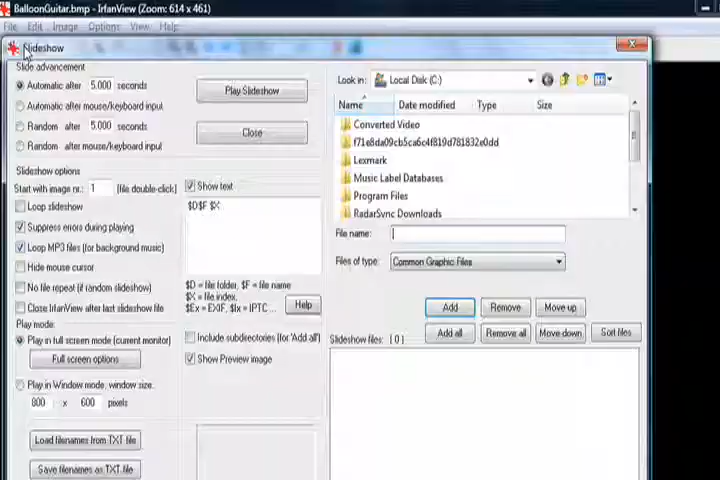 BalloonGuitar.bmp - IrfanView (Zoom: 614 x 461)
File Edit Image Options View Help
Slideshow
Slide advancement
Automatic after 5.000 seconds
Automatic after mouse/keyboard input
Random after 5.000 seconds
Random after mouse/keyboard input
Play Slideshow
Close
Slideshow options
Start with image nr.: 1 (file double-click)
Loop slideshow
Suppress errors during playing
Loop MP3 files (for background music)
Hide mouse cursor
No file repeat (if random slideshow)
Close IrfanView after last slideshow file
Show text
$D$F $X
$D = file folder, $F = file name
$X = file index,
$Ex = EXIF, $Ix = IPTC...
Help
Play mode:
Play in full screen mode (current monitor)
Full screen options
Play in Window mode, window size:
800 x 600 pixels
Include subdirectories (for 'Add all')
Show Preview image
Load filenames from TXT file
Save filenames as TXT file
Look in: Local Disk (C:)
Name Date modified Type Size
Converted Video
f71e8da09cb5ca6c4f819d781832e0dd
Lexmark
Music Label Databases
Program Files
RadarSync Downloads
File name:
Files of type: Common Graphic Files
Add Remove Move up
Add all Remove all Move down Sort files
Slideshow files: ( 0 )